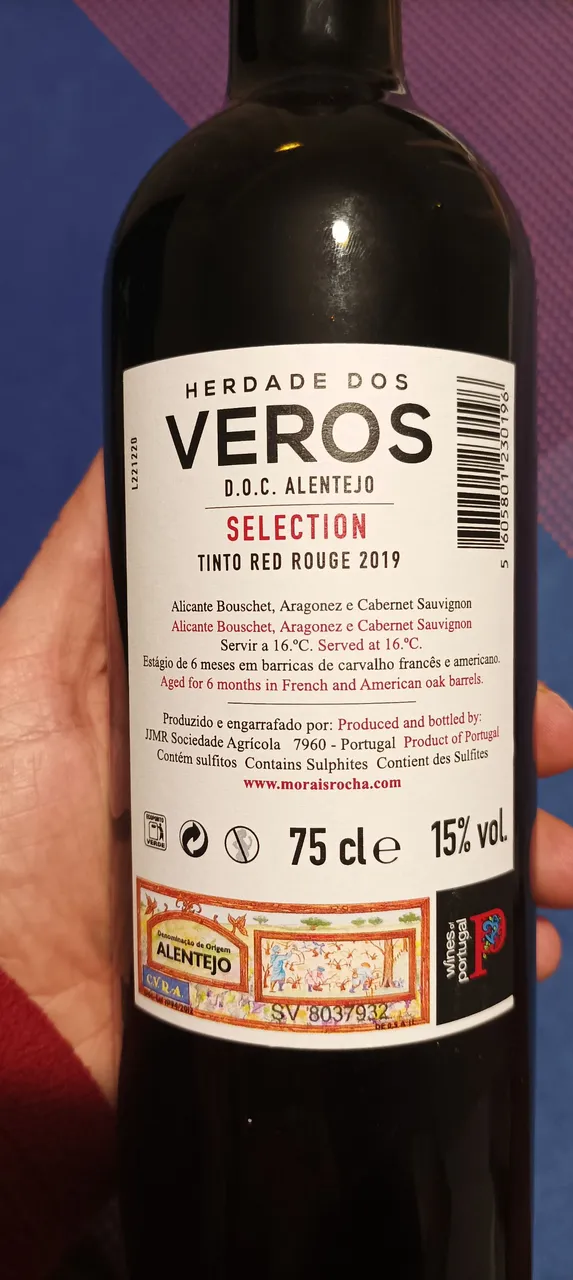 HERDADE DOS
VEROS
D.O.C. ALENTEJO
SELECTION
TINTO RED ROUGE 2019
L221220
5 605801 230196
Alicante Bouschet, Aragonez e Cabernet Sauvignon
Alicante Bouschet, Aragonez e Cabernet Sauvignon
Servir a 16.ºC. Served at 16.ºC.
Estágio de 6 meses em barricas de carvalho francês e americano.
Aged for 6 months in French and American oak barrels.
Produzido e engarrafado por: Produced and bottled by:
JJMR Sociedade Agrícola 7960 - Portugal Product of Portugal
Contém sulfitos Contains Sulphites Contient des Sulfites
www.moraisrocha.com
ECOPONTO
VERDE
75 cl e 15% vol.
Denominação de Origem
ALENTEJO
CVRA
SV 8037932
wines of
portugal